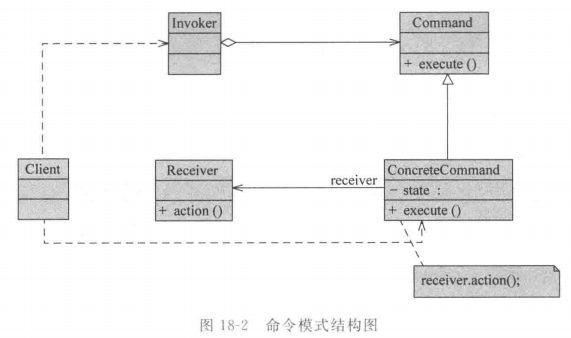 Invoker
Command
+ execute ()
Client
Receiver
+ action ()
receiver
ConcreteCommand
− state :
+ execute ()
receiver.action();
图 18-2 命令模式结构图